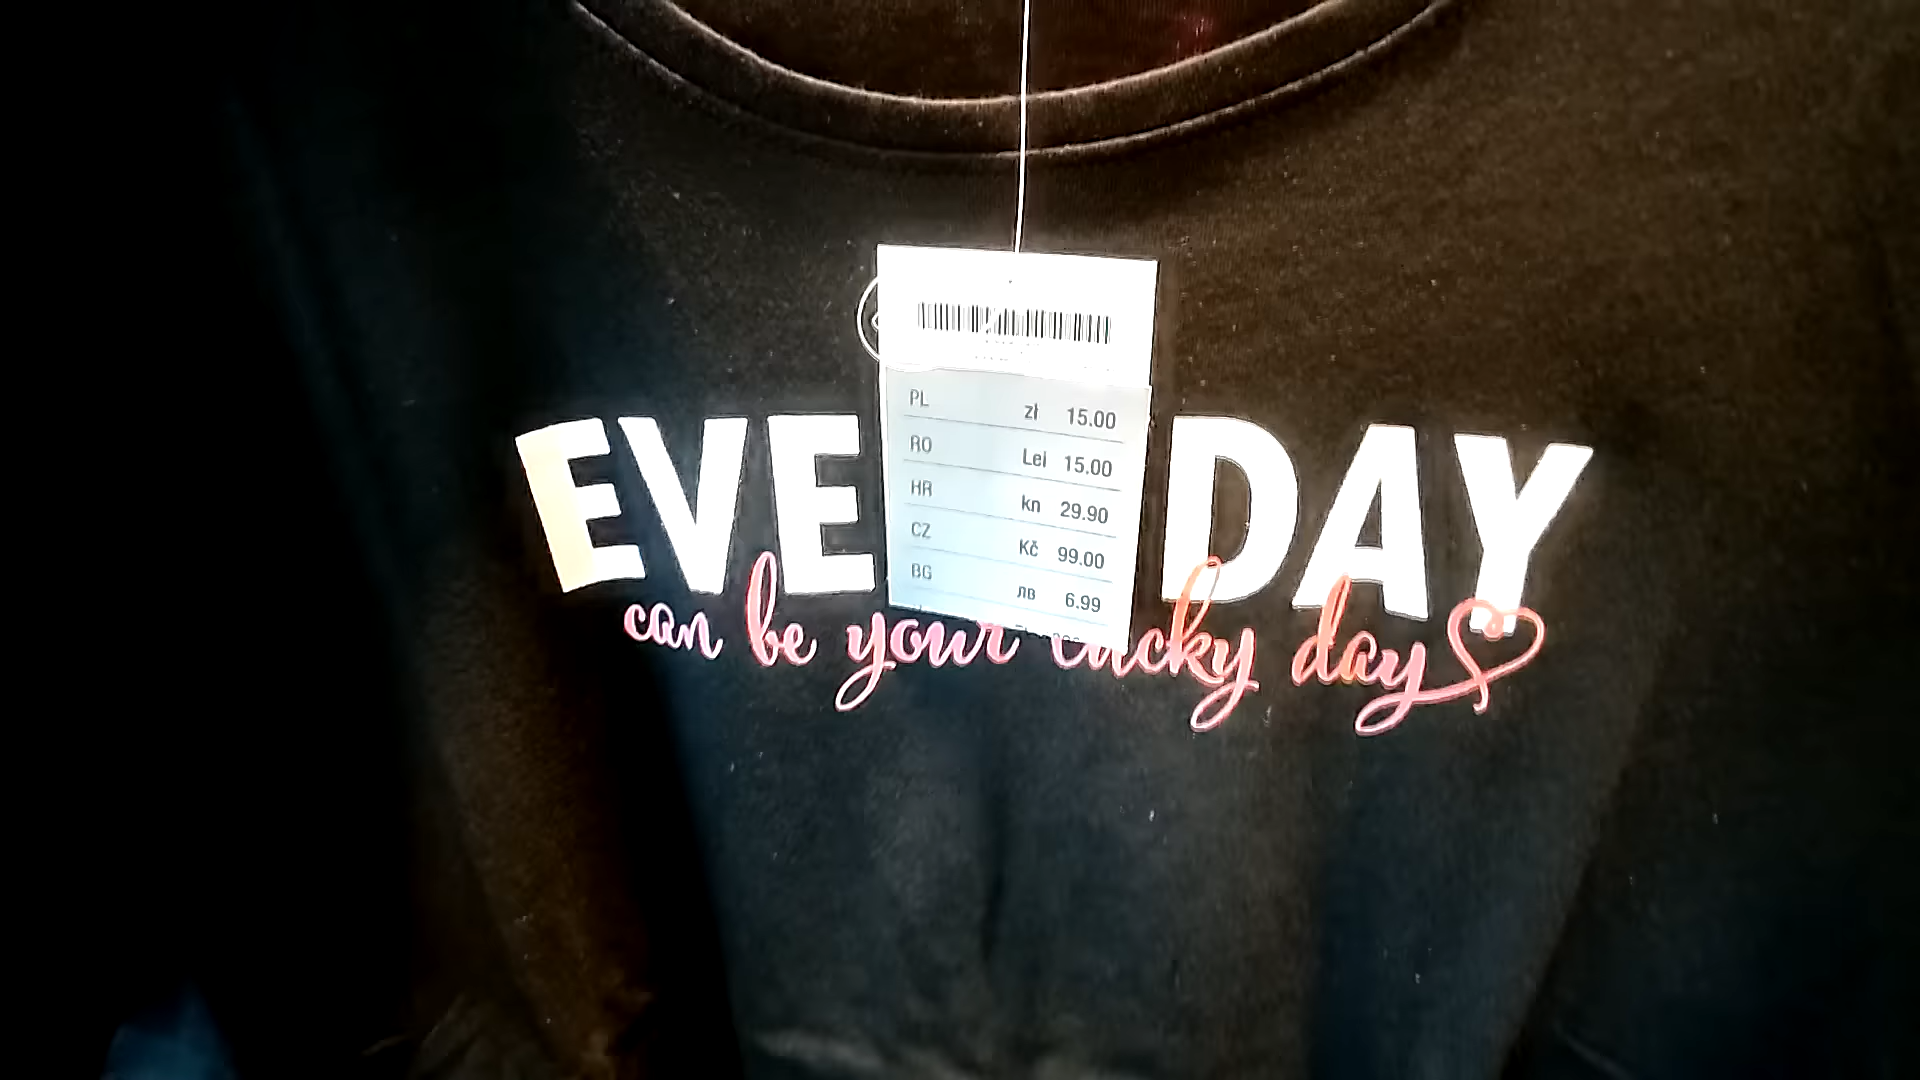 PL zł 15.00
RO Lei 15.00
HR kn 29.90
CZ Kč 99.00
BG лв 6.99
EVE DAY
can be your lucky day